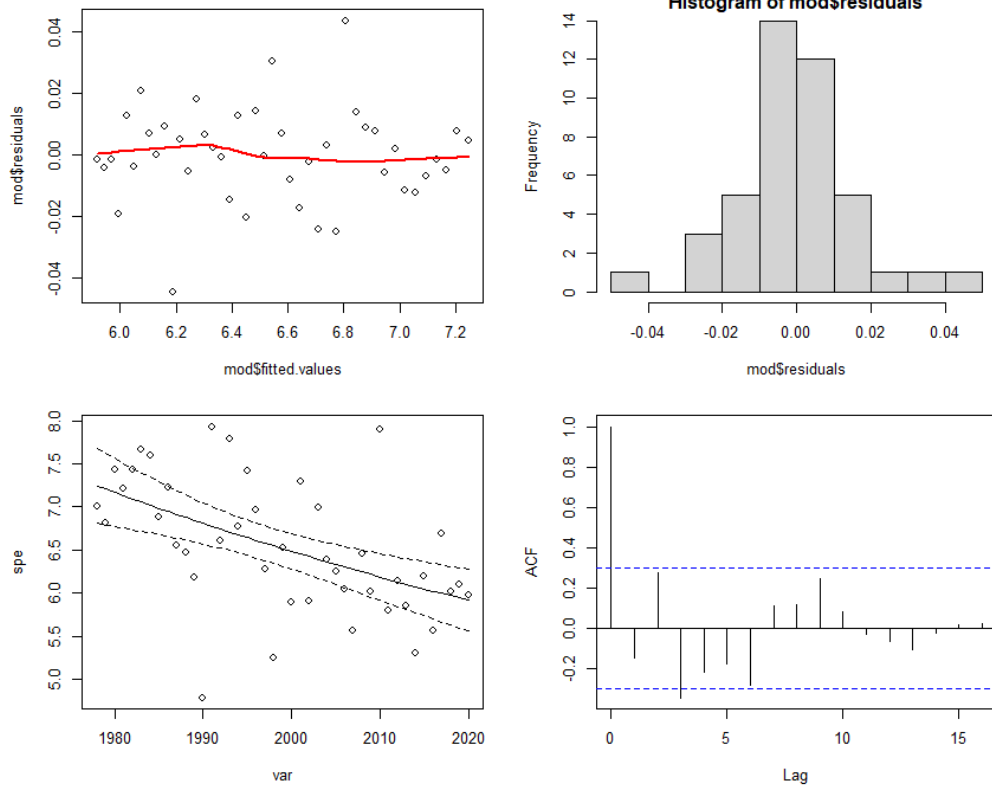 mod$residuals
0.04
0.02
0.00
-0.02
-0.04
6.0 6.2 6.4 6.6 6.8 7.0 7.2
mod$fitted.values
Histogram of mod$residuals
Frequency
14
12
10
8
6
4
2
0
-0.04 -0.02 0.00 0.02 0.04
mod$residuals
spe
8.0
7.5
7.0
6.5
6.0
5.5
5.0
1980 1990 2000 2010 2020
var
ACF
1.0
0.8
0.6
0.4
0.2
0.0
-0.2
0 5 10 15
Lag